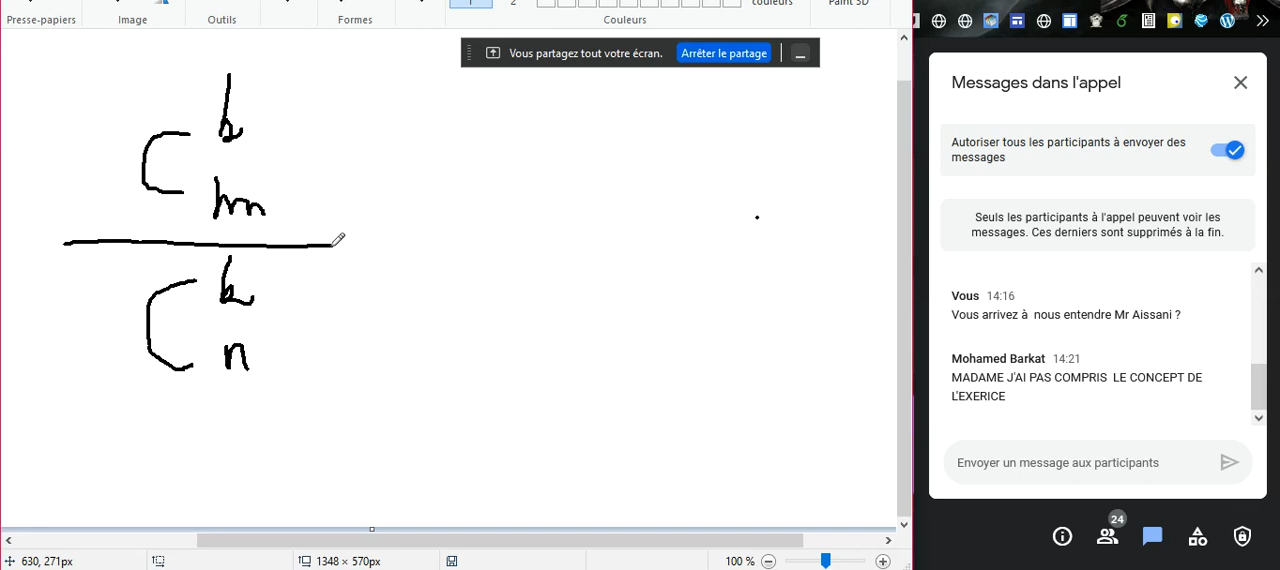 Presse-papiers Image Outils Formes 1 2 Couleurs couleurs Paint 3D
Vous partagez tout votre écran. Arrêter le partage
C k
m
C k
n
630, 271px 1348 × 570px 100 %
Messages dans l'appel
Autoriser tous les participants à envoyer des
messages
Seuls les participants à l'appel peuvent voir les
messages. Ces derniers sont supprimés à la fin.
Vous 14:16
Vous arrivez à nous entendre Mr Aissani ?
Mohamed Barkat 14:21
MADAME J'AI PAS COMPRIS LE CONCEPT DE
L'EXERICE
Envoyer un message aux participants
24